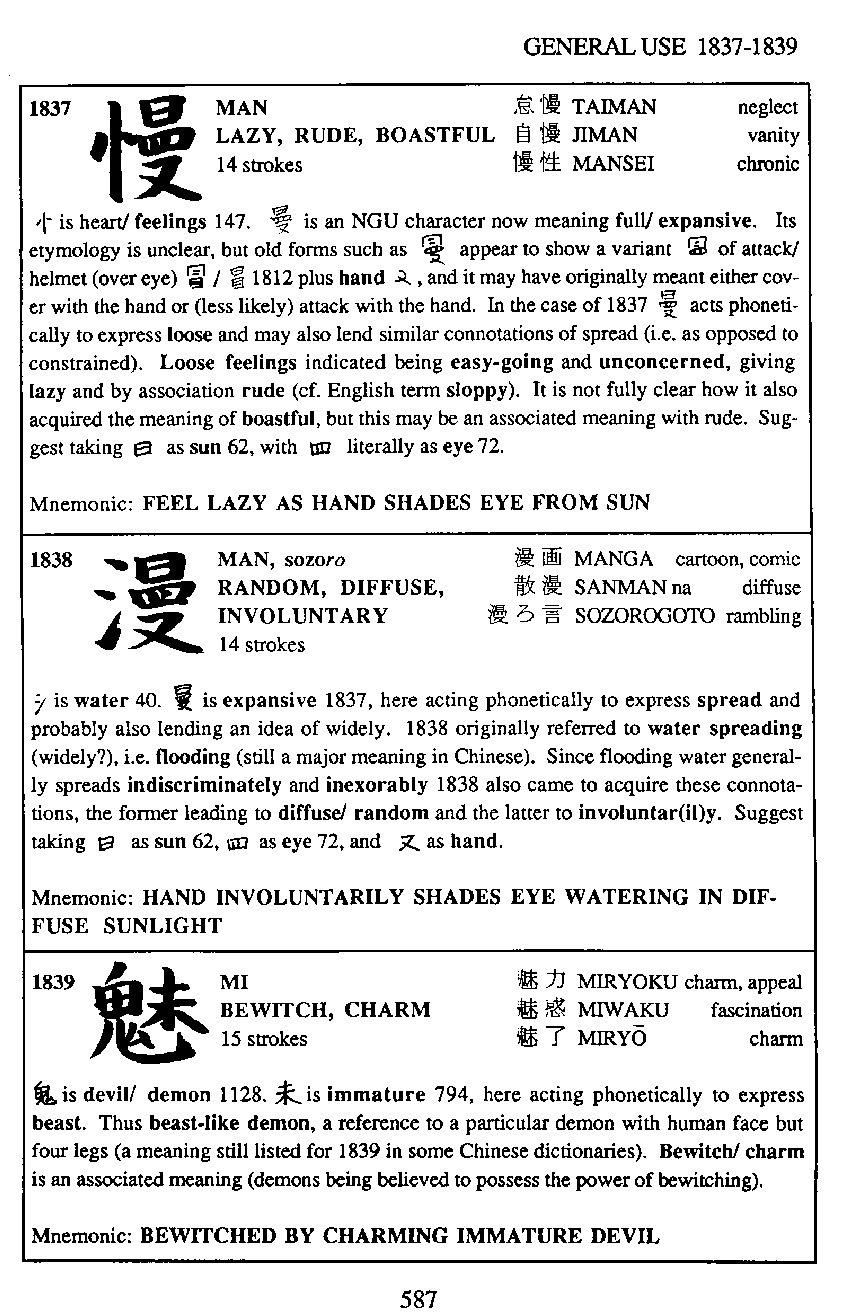 GENERAL USE 1837-1839
1837 慢 MAN 怠慢 TAIMAN neglect
LAZY, RUDE, BOASTFUL 自慢 JIMAN vanity
14 strokes 慢性 MANSEI chronic
忄 is heart/ feelings 147. 曼 is an NGU character now meaning full/ expansive. Its
etymology is unclear, but old forms such as appear to show a variant of attack/
helmet (over eye) / 1812 plus hand , and it may have originally meant either cov-
er with the hand or (less likely) attack with the hand. In the case of 1837 曼 acts phoneti-
cally to express loose and may also lend similar connotations of spread (i.e. as opposed to
constrained). Loose feelings indicated being easy-going and unconcerned, giving
lazy and by association rude (cf. English term sloppy). It is not fully clear how it also
acquired the meaning of boastful, but this may be an associated meaning with rude. Sug-
gest taking 日 as sun 62, with 罒 literally as eye 72.
Mnemonic: FEEL LAZY AS HAND SHADES EYE FROM SUN
1838 漫 MAN, sozoro 漫画 MANGA cartoon, comic
RANDOM, DIFFUSE, 散漫 SANMAN na diffuse
INVOLUNTARY 漫ろ言 SOZOROGOTO rambling
14 strokes
氵 is water 40. 曼 is expansive 1837, here acting phonetically to express spread and
probably also lending an idea of widely. 1838 originally referred to water spreading
(widely?), i.e. flooding (still a major meaning in Chinese). Since flooding water general-
ly spreads indiscriminately and inexorably 1838 also came to acquire these connota-
tions, the former leading to diffuse/ random and the latter to involuntar(il)y. Suggest
taking 日 as sun 62, 罒 as eye 72, and 又 as hand.
Mnemonic: HAND INVOLUNTARILY SHADES EYE WATERING IN DIF-
FUSE SUNLIGHT
1839 魅 MI 魅力 MIRYOKU charm, appeal
BEWITCH, CHARM 魅惑 MIWAKU fascination
15 strokes 魅了 MIRYŌ charm
鬼 is devil/ demon 1128. 未 is immature 794, here acting phonetically to express
beast. Thus beast-like demon, a reference to a particular demon with human face but
four legs (a meaning still listed for 1839 in some Chinese dictionaries). Bewitch/ charm
is an associated meaning (demons being believed to possess the power of bewitching).
Mnemonic: BEWITCHED BY CHARMING IMMATURE DEVIL
587